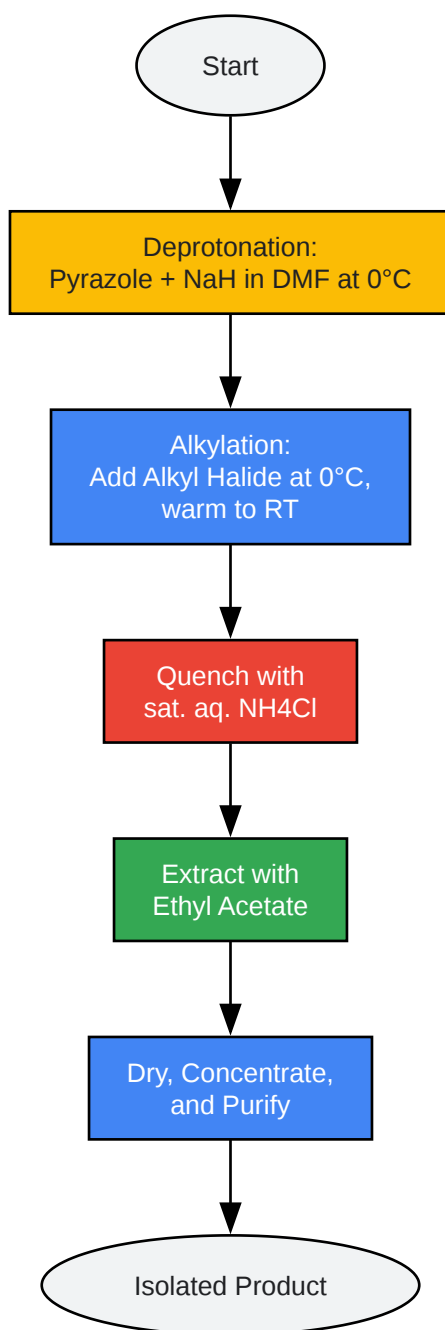 Start
Deprotonation:
Pyrazole + NaH in DMF at 0°C
Alkylation:
Add Alkyl Halide at 0°C,
warm to RT
Quench with
sat. aq. NH4Cl
Extract with
Ethyl Acetate
Dry, Concentrate,
and Purify
Isolated Product